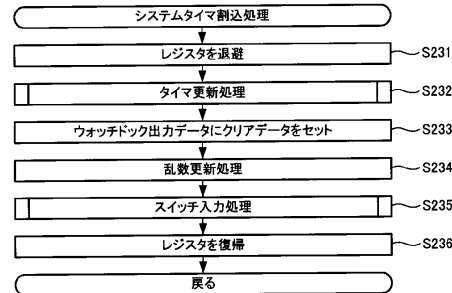 システムタイマ割込処理
レジスタを退避 S231
タイマ更新処理 S232
ウォッチドック出力データにクリアデータをセット S233
乱数更新処理 S234
スイッチ入力処理 S235
レジスタを復帰 S236
戻る